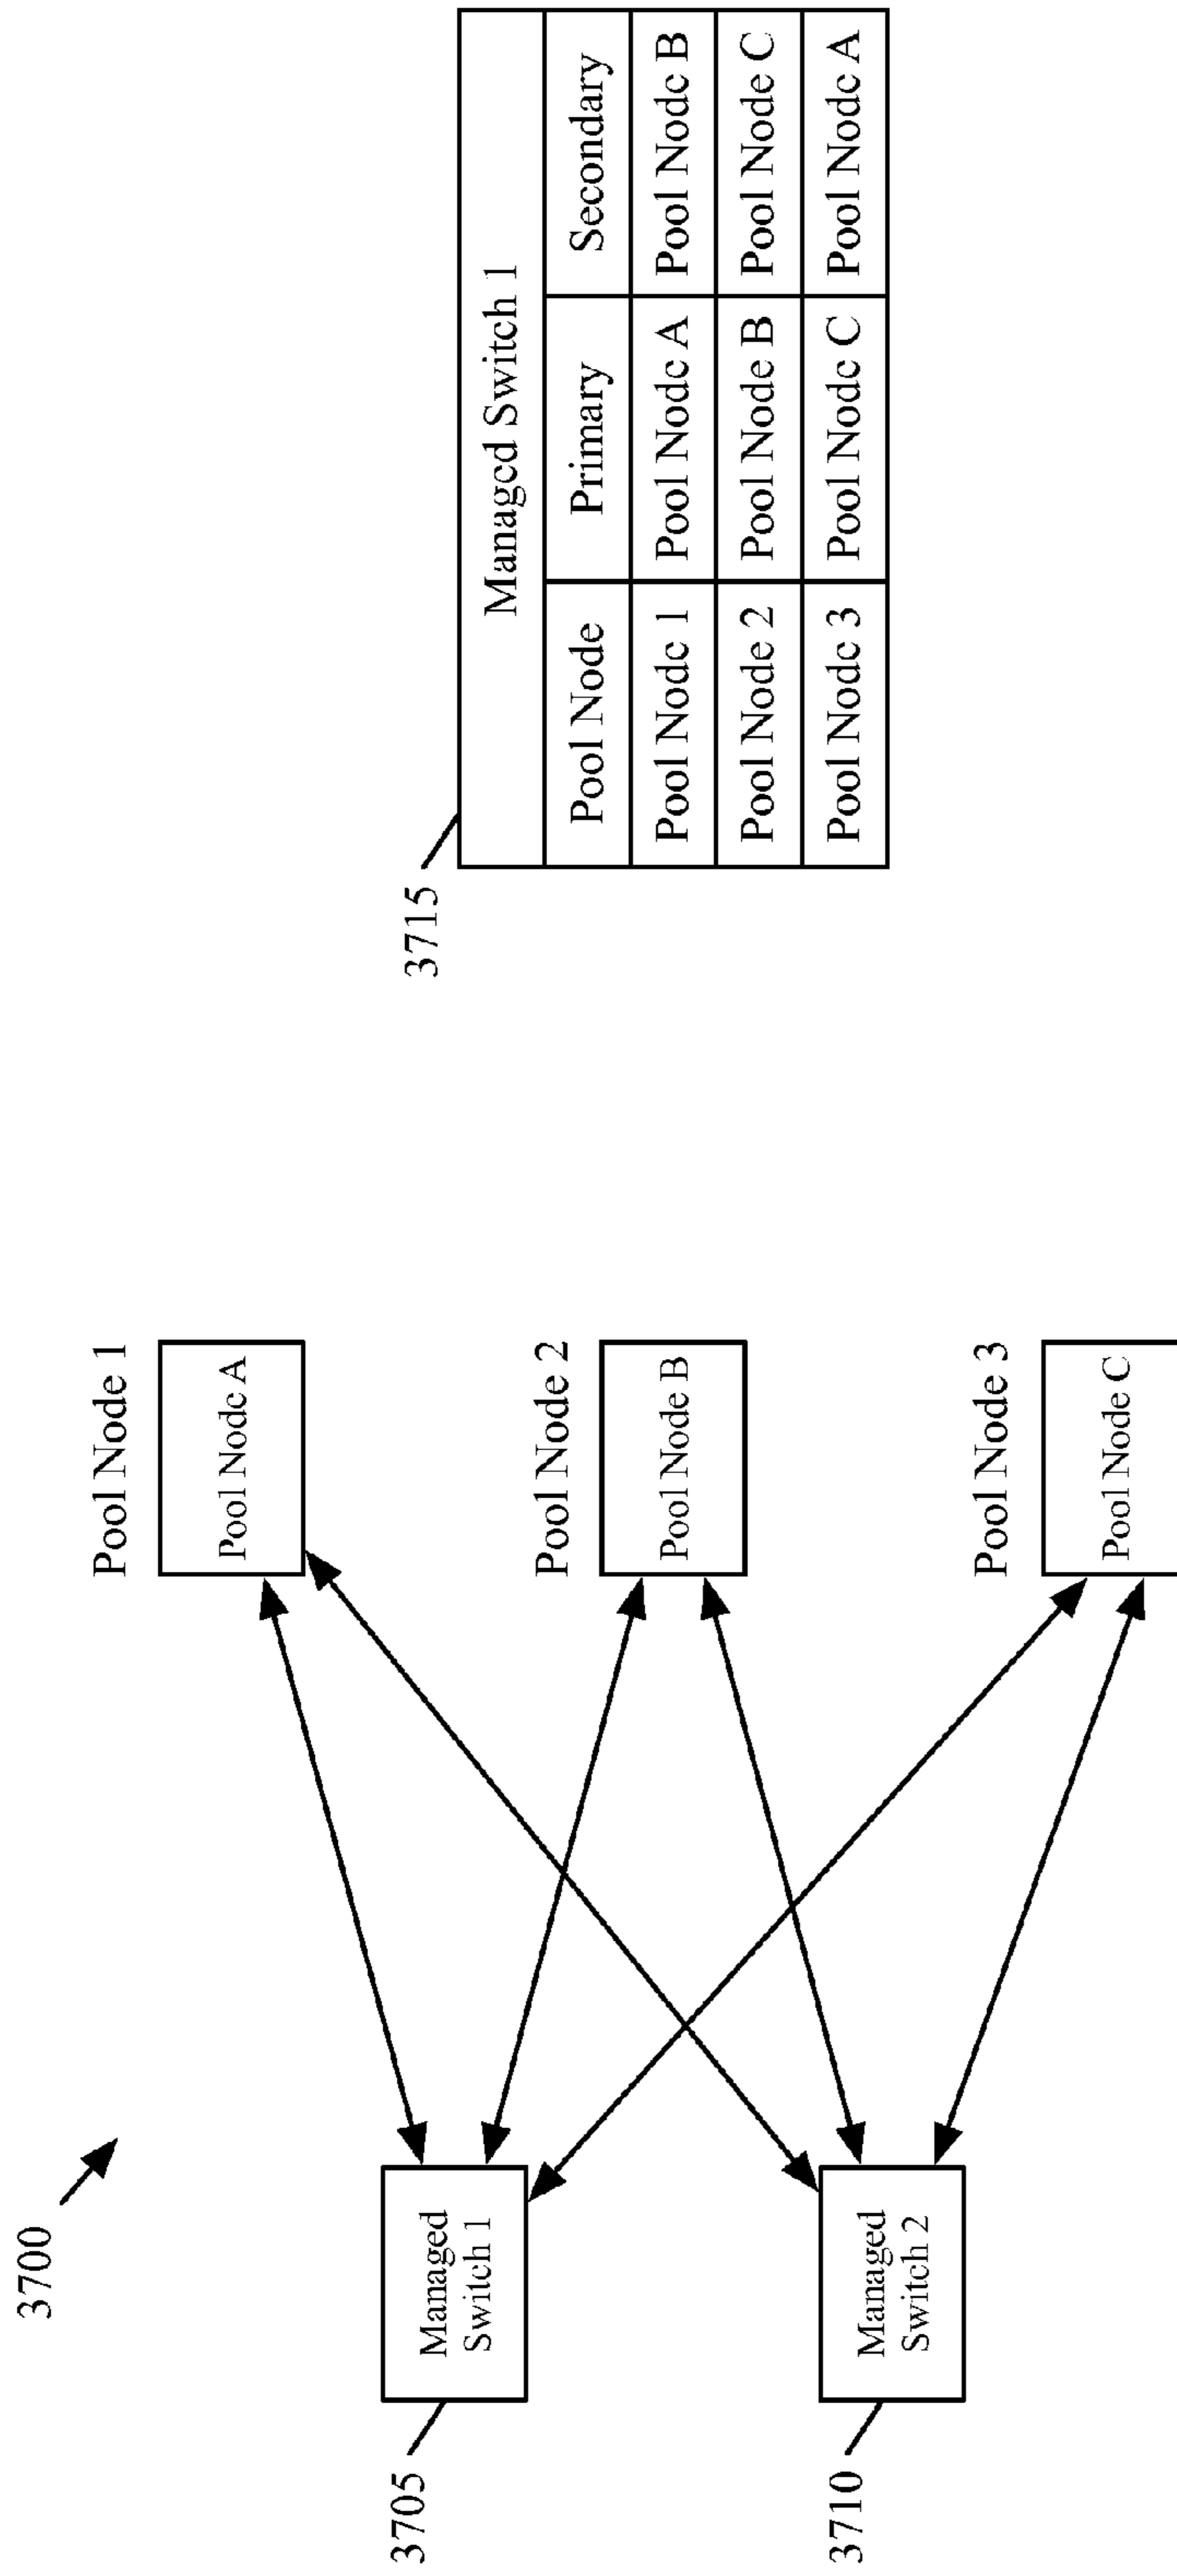 3700
Pool Node 1
Pool Node A
Pool Node 2
Pool Node B
Pool Node 3
Pool Node C
Managed
Switch 1
3705
Managed
Switch 2
3710
3715
Managed Switch 1
Pool Node Primary Secondary
Pool Node 1 Pool Node A Pool Node B
Pool Node 2 Pool Node B Pool Node C
Pool Node 3 Pool Node C Pool Node A